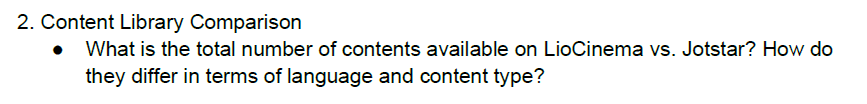 2. Content Library Comparison
● What is the total number of contents available on LioCinema vs. Jotstar? How do
they differ in terms of language and content type?